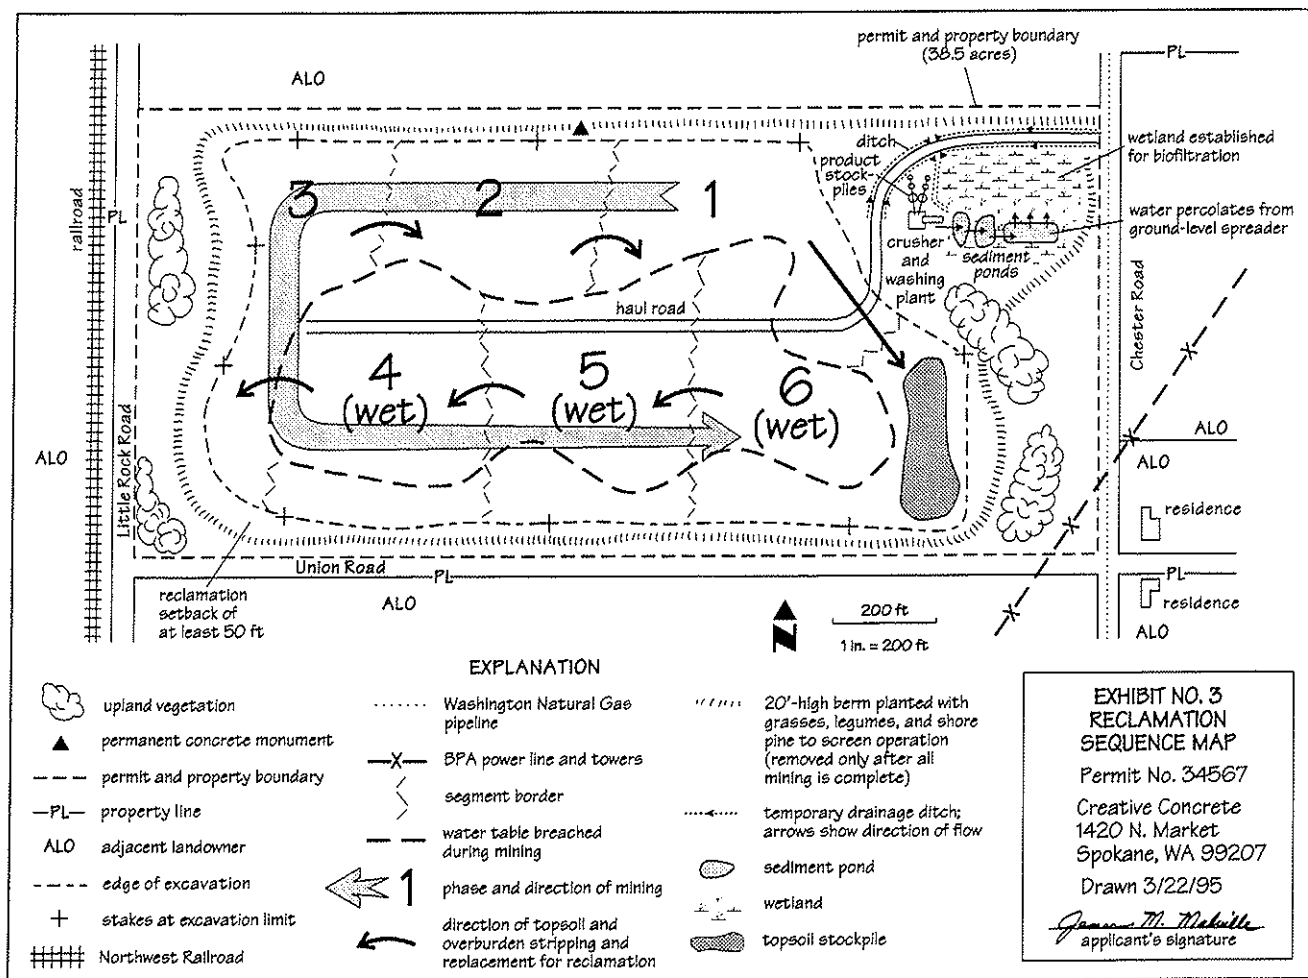 permit and property boundary
(38.5 acres)
PL
ALO
ditch
product
stock-
piles
wetland established
for biofiltration
railroad
PL
3
2
1
water percolates from
ground-level spreader
crusher
and
washing
plant
sediment
ponds
haul road
Chester Road
4
(wet)
5
(wet)
6
(wet)
ALO
Little Rock Road
ALO
ALO
residence
Union Road
PL
PL
reclamation
setback of
at least 50 ft
ALO
N
200 ft
1 in. = 200 ft
residence
ALO
EXPLANATION
upland vegetation
permanent concrete monument
permit and property boundary
—PL— property line
ALO adjacent landowner
edge of excavation
stakes at excavation limit
Northwest Railroad
Washington Natural Gas
pipeline
X BPA power line and towers
segment border
water table breached
during mining
1 phase and direction of mining
direction of topsoil and
overburden stripping and
replacement for reclamation
20'-high berm planted with
grasses, legumes, and shore
pine to screen operation
(removed only after all
mining is complete)
temporary drainage ditch;
arrows show direction of flow
sediment pond
wetland
topsoil stockpile
EXHIBIT NO. 3
RECLAMATION
SEQUENCE MAP
Permit No. 34567
Creative Concrete
1420 N. Market
Spokane, WA 99207
Drawn 3/22/95
applicant's signature